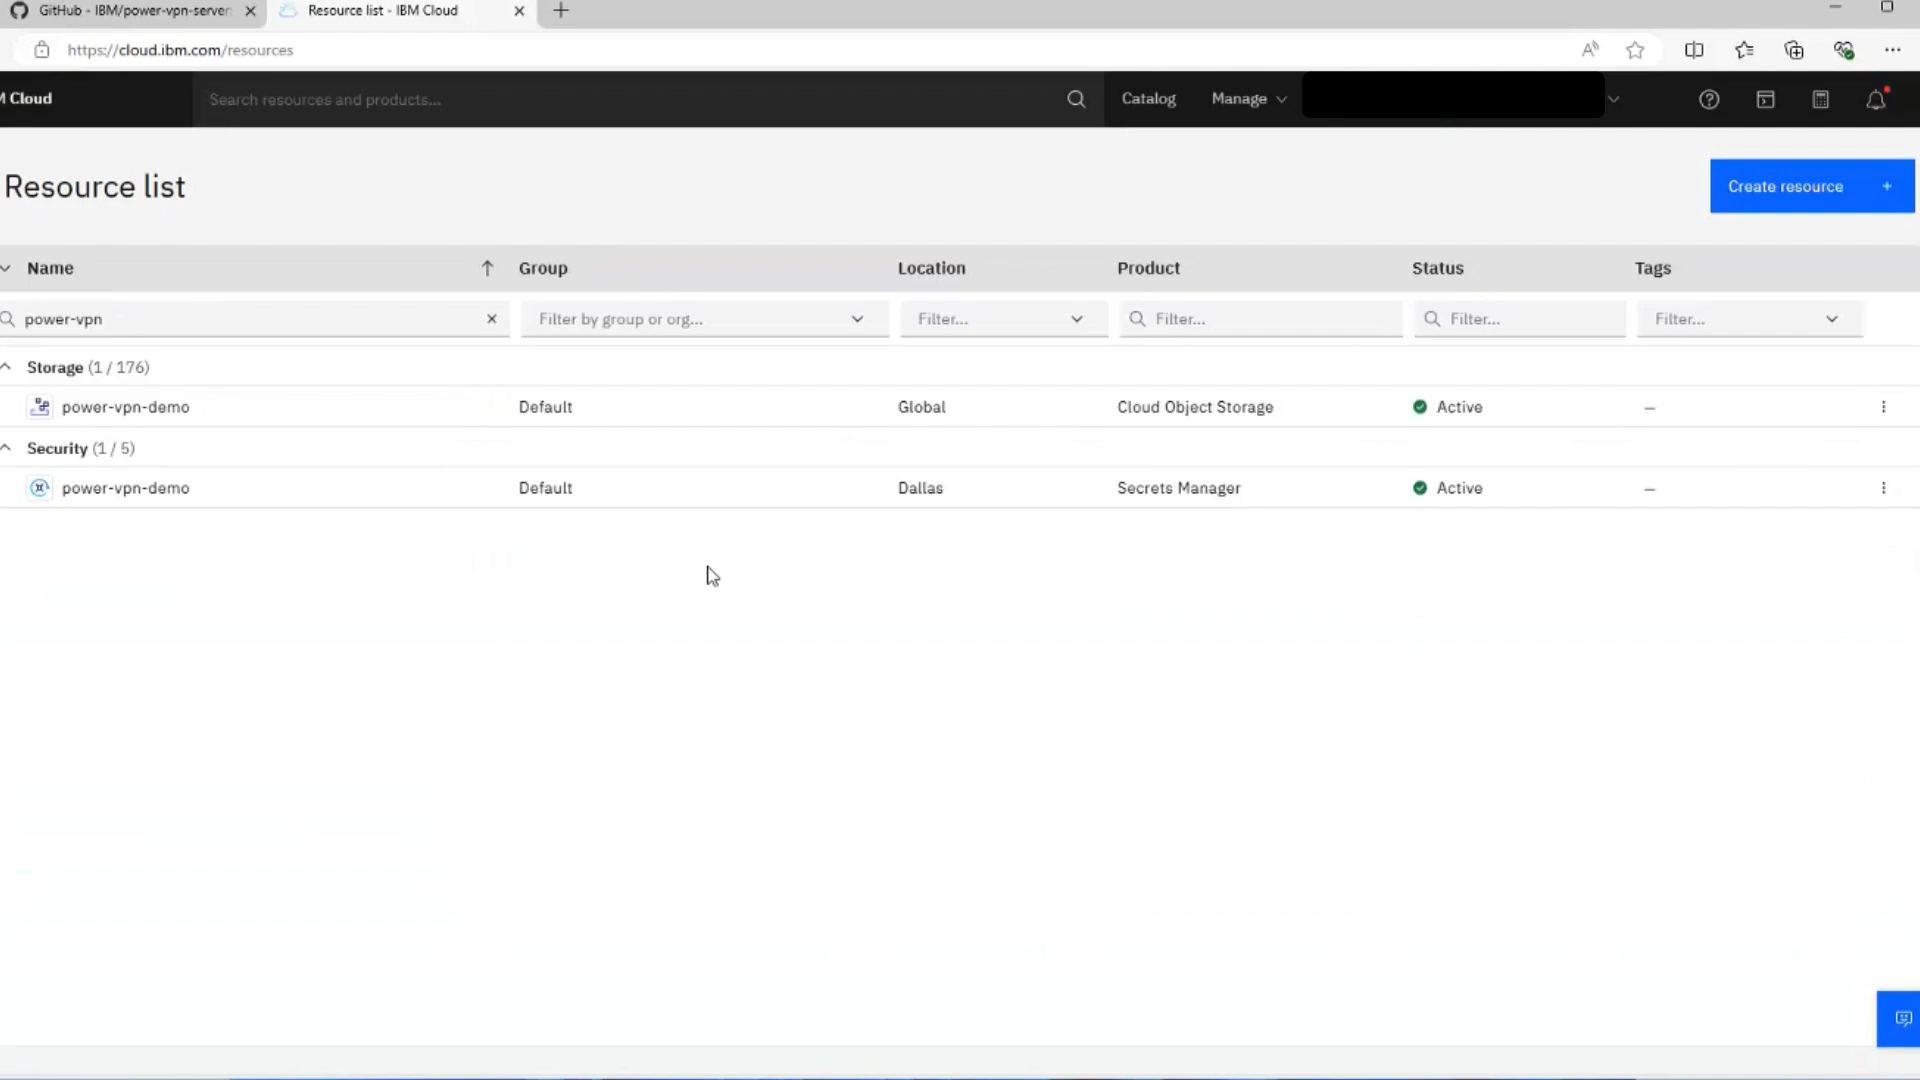 GitHub - IBM/power-vpn-server
Resource list - IBM Cloud
https://cloud.ibm.com/resources
M Cloud
Search resources and products...
Catalog
Manage
Resource list
Create resource +
Name Group Location Product Status Tags
power-vpn Filter by group or org... Filter... Filter... Filter... Filter...
Storage (1 / 176)
power-vpn-demo Default Global Cloud Object Storage Active –
Security (1 / 5)
power-vpn-demo Default Dallas Secrets Manager Active –